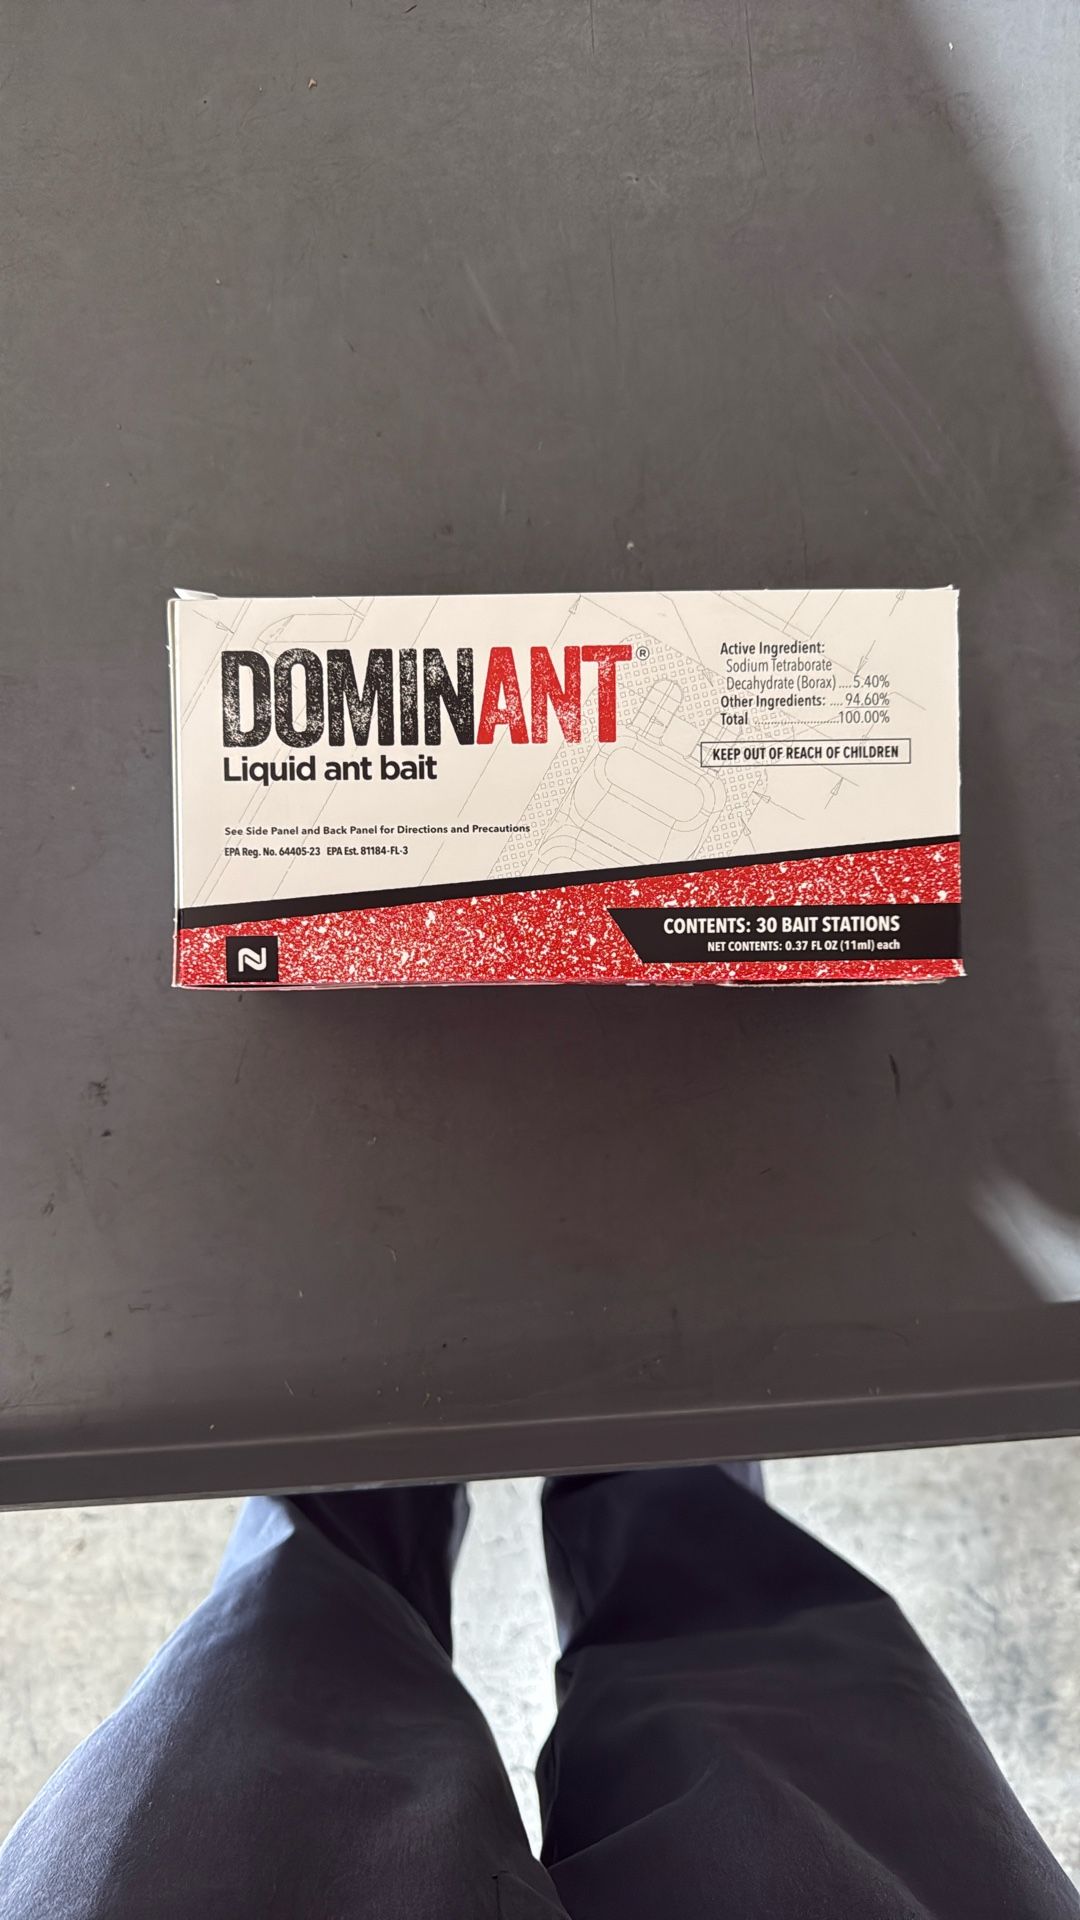 DOMINANT®
Liquid ant bait
See Side Panel and Back Panel for Directions and Precautions
EPA Reg. No. 64405-23 EPA Est. 81184-FL-3
Active Ingredient:
Sodium Tetraborate
Decahydrate (Borax) ....5.40%
Other Ingredients: .... 94.60%
Total ......................100.00%
KEEP OUT OF REACH OF CHILDREN
CONTENTS: 30 BAIT STATIONS
NET CONTENTS: 0.37 FL OZ (11ml) each
N